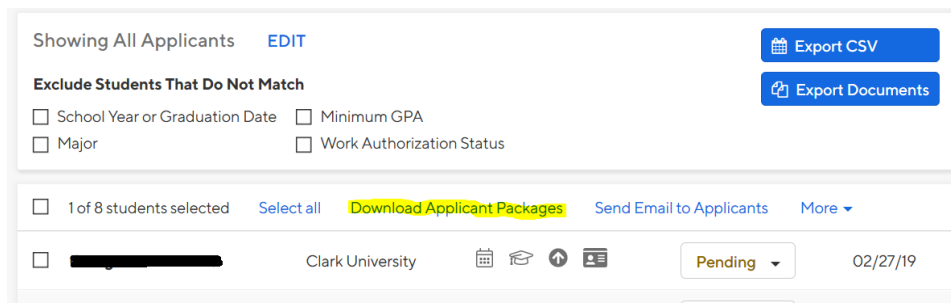 Showing All Applicants EDIT
Export CSV
Exclude Students That Do Not Match
Export Documents
School Year or Graduation Date Minimum GPA
Major Work Authorization Status
1 of 8 students selected Select all Download Applicant Packages Send Email to Applicants More
Clark University Pending 02/27/19